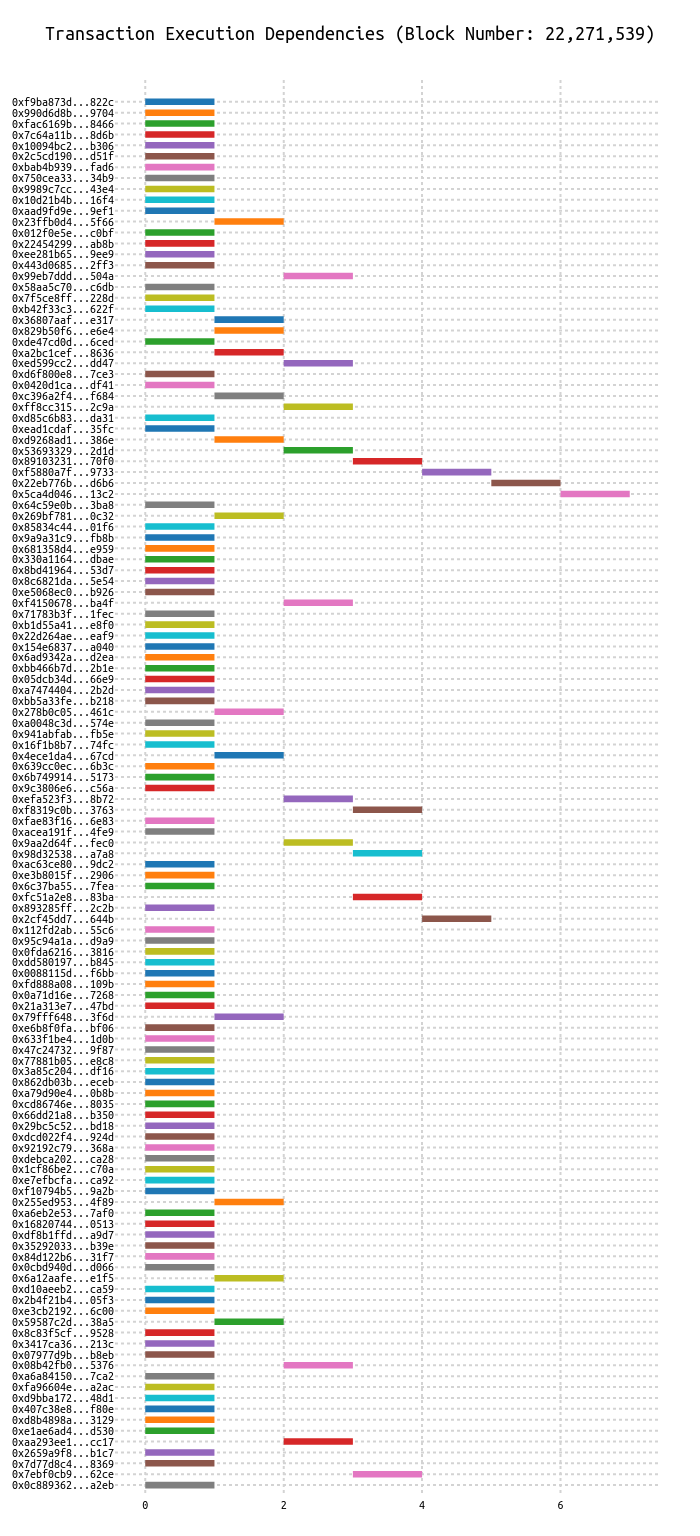 Transaction Execution Dependencies (Block Number: 22,271,539)
0xf9ba873d...822c
0x990d6d8b...9704
0xfac6169b...8466
0x7c64a11b...8d6b
0x10094bc2...b306
0x2c5cd190...d51f
0xbab4b939...fad6
0x750cea33...34b9
0x9989c7cc...43e4
0x10d21b4b...16f4
0xaad9fd9e...9ef1
0x23ffb0d4...5f66
0x012f0e5e...c0bf
0x22454299...ab8b
0xee281b65...9ee9
0x443d0685...2ff3
0x99eb7ddd...504a
0x58aa5c70...c6db
0x7f5ce8ff...228d
0xb42f33c3...622f
0x36807aaf...e317
0x829b50f6...e6e4
0xde47cd0d...6ced
0xa2bc1cef...8636
0xed599cc2...dd47
0xd6f800e8...7ce3
0x0420d1ca...df41
0xc396a2f4...f684
0xff8cc315...2c9a
0xd85c6b83...da31
0xead1cdaf...35fc
0xd9268ad1...386e
0x53693329...2d1d
0x89103231...70f0
0xf5880a7f...9733
0x22eb776b...d6b6
0x5ca4d046...13c2
0x64c59e0b...3ba8
0x269bf781...0c32
0x85834c44...01f6
0x9a9a31c9...fb8b
0x681358d4...e959
0x330a1164...dbae
0x8bd41964...53d7
0x8c6821da...5e54
0xe5068ec0...b926
0xf4150678...ba4f
0x71783b3f...1fec
0xb1d55a41...e8f0
0x22d264ae...eaf9
0x154e6837...a040
0x6ad9342a...d2ea
0xbb466b7d...2b1e
0x05dcb34d...66e9
0xa7474404...2b2d
0xbb5a33fe...b218
0x278b0c05...461c
0xa0048c3d...574e
0x941abfab...fb5e
0x16f1b8b7...74fc
0x4ece1da4...67cd
0x639cc0ec...6b3c
0x6b749914...5173
0x9c3806e6...c56a
0xefa523f3...8b72
0xf8319c0b...3763
0xfae83f16...6e83
0xacea191f...4fe9
0x9aa2d64f...fec0
0x98d32538...a7a8
0xac63ce80...9dc2
0xe3b8015f...2906
0x6c37ba55...7fea
0xfc51a2e8...83ba
0x893285ff...2c2b
0x2cf45dd7...644b
0x112fd2ab...55c6
0x95c94a1a...d9a9
0x0fda6216...3816
0xdd580197...b845
0x0088115d...f6bb
0xfd888a08...109b
0x0a71d16e...7268
0x21a313e7...47bd
0x79fff648...3f6d
0xe6b8f0fa...bf06
0x633f1be4...1d0b
0x47c24732...9f87
0x77881b05...e8c8
0x3a85c204...df16
0x862db03b...eceb
0xa79d90e4...0b8b
0xcd86746e...8035
0x66dd21a8...b350
0x29bc5c52...bd18
0xdcd022f4...924d
0x92192c79...368a
0xdebca202...ca28
0x1cf86be2...c70a
0xe7efbcfa...ca92
0xf10794b5...9a2b
0x255ed953...4f89
0xa6eb2e53...7af0
0x16820744...0513
0xdf8b1ffd...a9d7
0x35292033...b39e
0x84d122b6...31f7
0x0cbd940d...d066
0x6a12aafe...e1f5
0xd10aeeb2...ca59
0x2b4f21b4...05f3
0xe3cb2192...6c00
0x59587c2d...38a5
0x8c83f5cf...9528
0x3417ca36...213c
0x07977d9b...b8eb
0x08b42fb0...5376
0xa6a84150...7ca2
0xfa96604e...a2ac
0xd9bba172...48d1
0x407c38e8...f80e
0xd8b4898a...3129
0xe1ae6ad4...d530
0xaa293ee1...cc17
0x2659a9f8...b1c7
0x7d77d8c4...8369
0x7ebf0cb9...62ce
0x0c889362...a2eb
0 2 4 6